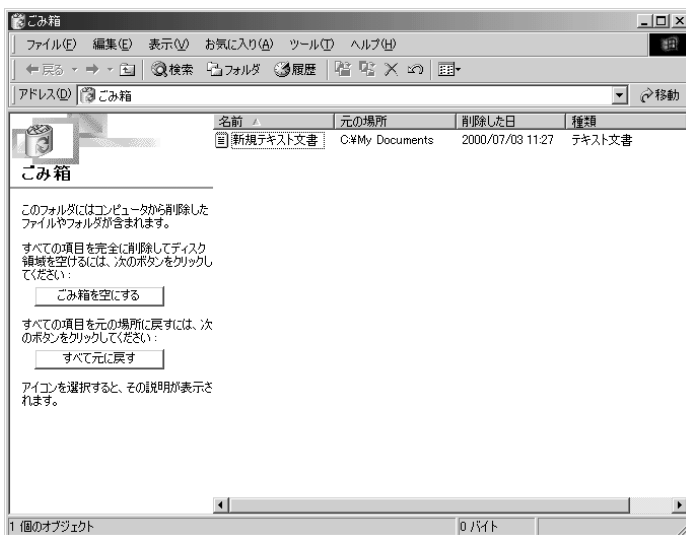 ごみ箱
ファイル(F) 編集(E) 表示(V) お気に入り(A) ツール(T) ヘルプ(H)
戻る 検索 フォルダ 履歴
アドレス(D) ごみ箱 移動
名前 元の場所 削除した日 種類
新規テキスト文書 C:¥My Documents 2000/07/03 11:27 テキスト文書
ごみ箱
このフォルダにはコンピュータから削除した
ファイルやフォルダが含まれます。
すべての項目を完全に削除してディスク
領域を空けるには、次のボタンをクリックし
てください:
ごみ箱を空にする
すべての項目を元の場所に戻すには、次
のボタンをクリックしてください:
すべて元に戻す
アイコンを選択すると、その説明が表示さ
れます。
1 個のオブジェクト 0 バイト